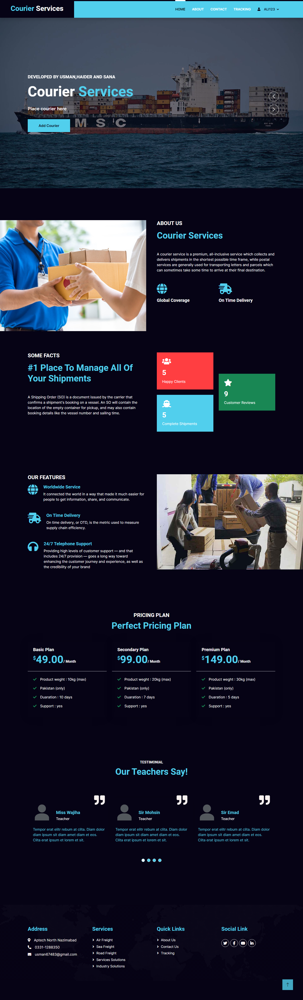 Courier Services
HOME ABOUT CONTACT TRACKING ALI123
DEVELOPED BY USMAN,HAIDER AND SANA
Courier Services
Place courier here
Add Courier
M S C
ABOUT US
Courier Services
A courier service is a premium, all-inclusive service which collects and
delivers shipments in the shortest possible time frame, while postal
services are generally used for transporting letters and parcels which
can sometimes take some time to arrive at their final destination.
Global Coverage
On Time Delivery
SOME FACTS
#1 Place To Manage All Of
Your Shipments
A Shipping Order (SO) is a document issued by the carrier that
confirms a shipment's booking on a vessel. An SO will contain the
location of the empty container for pickup, and may also contain
booking details like the vessel number and sailing time.
5
Happy Clients
9
Customer Reviews
5
Complete Shipments
OUR FEATURES
Worldwide Service
It connected the world in a way that made it much easier for
people to get information, share, and communicate.
On Time Delivery
On time delivery, or OTD, is the metric used to measure
supply chain efficiency.
24/7 Telephone Support
Providing high levels of customer support — and that
includes 24/7 provision — goes a long way toward
enhancing the customer journey and experience, as well as
the credibility of your brand
PRICING PLAN
Perfect Pricing Plan
Basic Plan
$49.00/ Month
Product weght : 10kg (max)
Pakistan (only)
Duaration : 10 days
Support : yes
Secondary Plan
$99.00/ Month
Product weght : 20kg (max)
Pakistan (only)
Duaration : 7 days
Support : yes
Premium Plan
$149.00/ Month
Product weght : 30kg (max)
Pakistan (only)
Duaration : 5 days
Support : yes
TESTIMONIAL
Our Teachers Say!
Miss Wajiha
Teacher
Tempor erat elitr rebum at clita. Diam dolor
diam ipsum sit diam amet diam et eos.
Clita erat ipsum et lorem et sit.
Sir Mohsin
Teacher
Tempor erat elitr rebum at clita. Diam dolor
diam ipsum sit diam amet diam et eos.
Clita erat ipsum et lorem et sit.
Sir Emad
Teacher
Tempor erat elitr rebum at clita. Diam dolor
diam ipsum sit diam amet diam et eos.
Clita erat ipsum et lorem et sit.
Address
Aptech North Nazimabad
0331-1288350
usman67483@gmail.com
Services
Air Freight
Sea Freight
Road Freight
Services Solutions
Industry Solutions
Quick Links
About Us
Contact Us
Tracking
Social Link